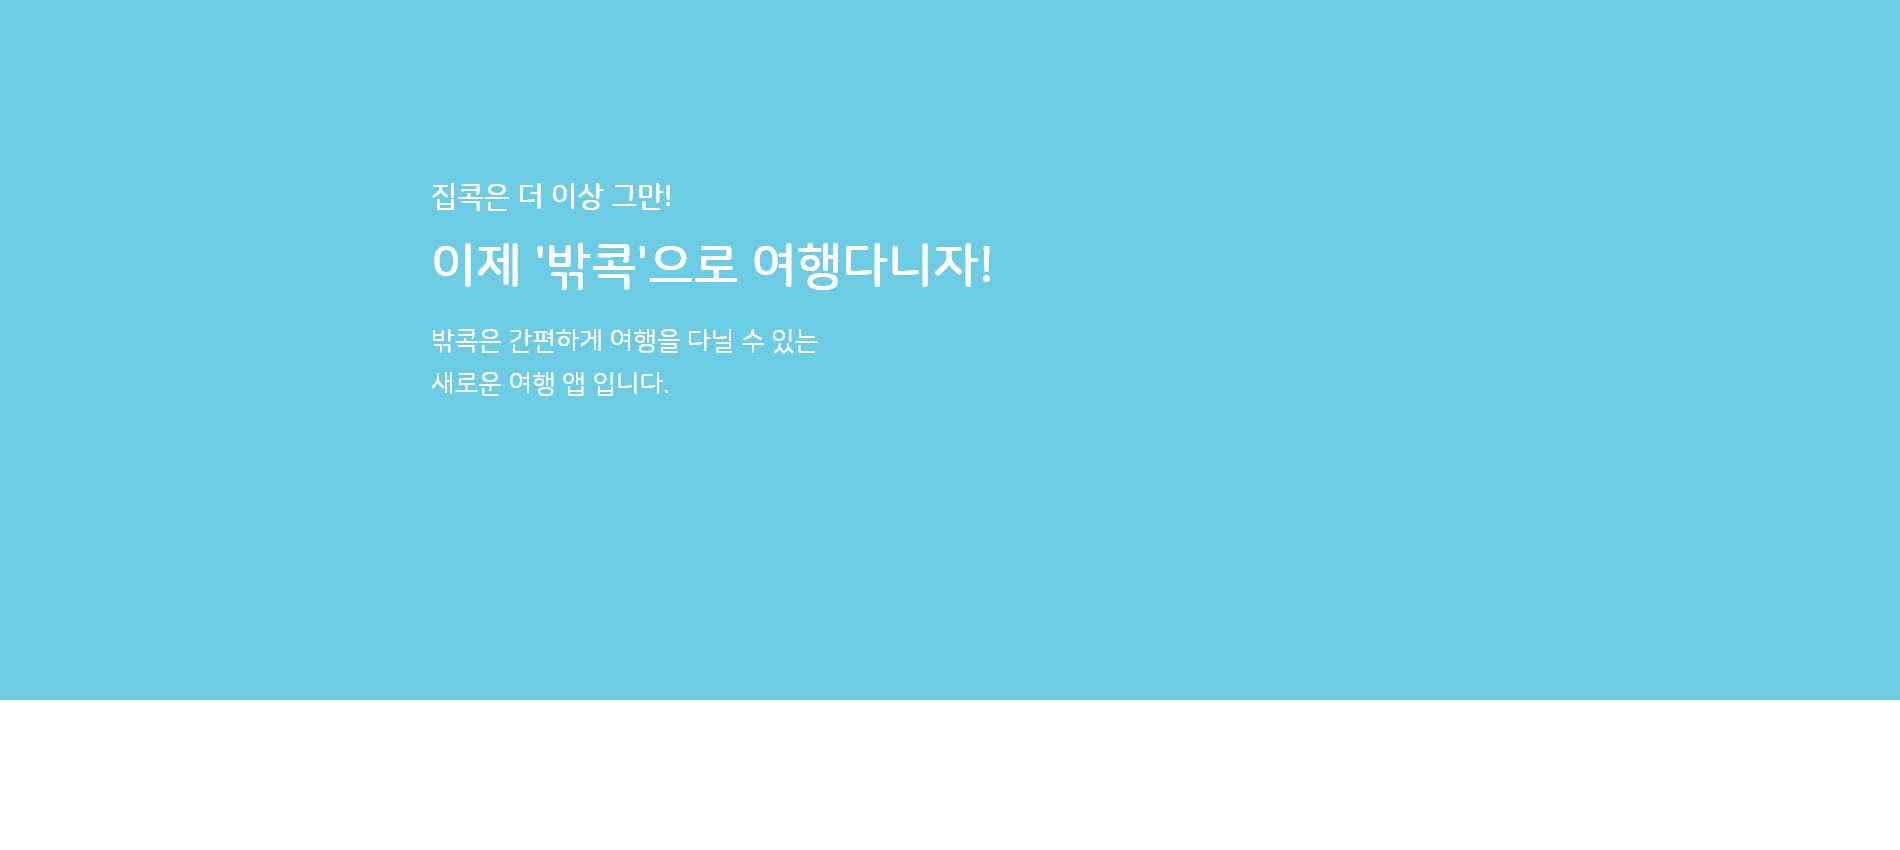 집콕은 더 이상 그만!
이제 '밖콕'으로 여행다니자!
밖콕은 간편하게 여행을 다닐 수 있는
새로운 여행 앱 입니다.